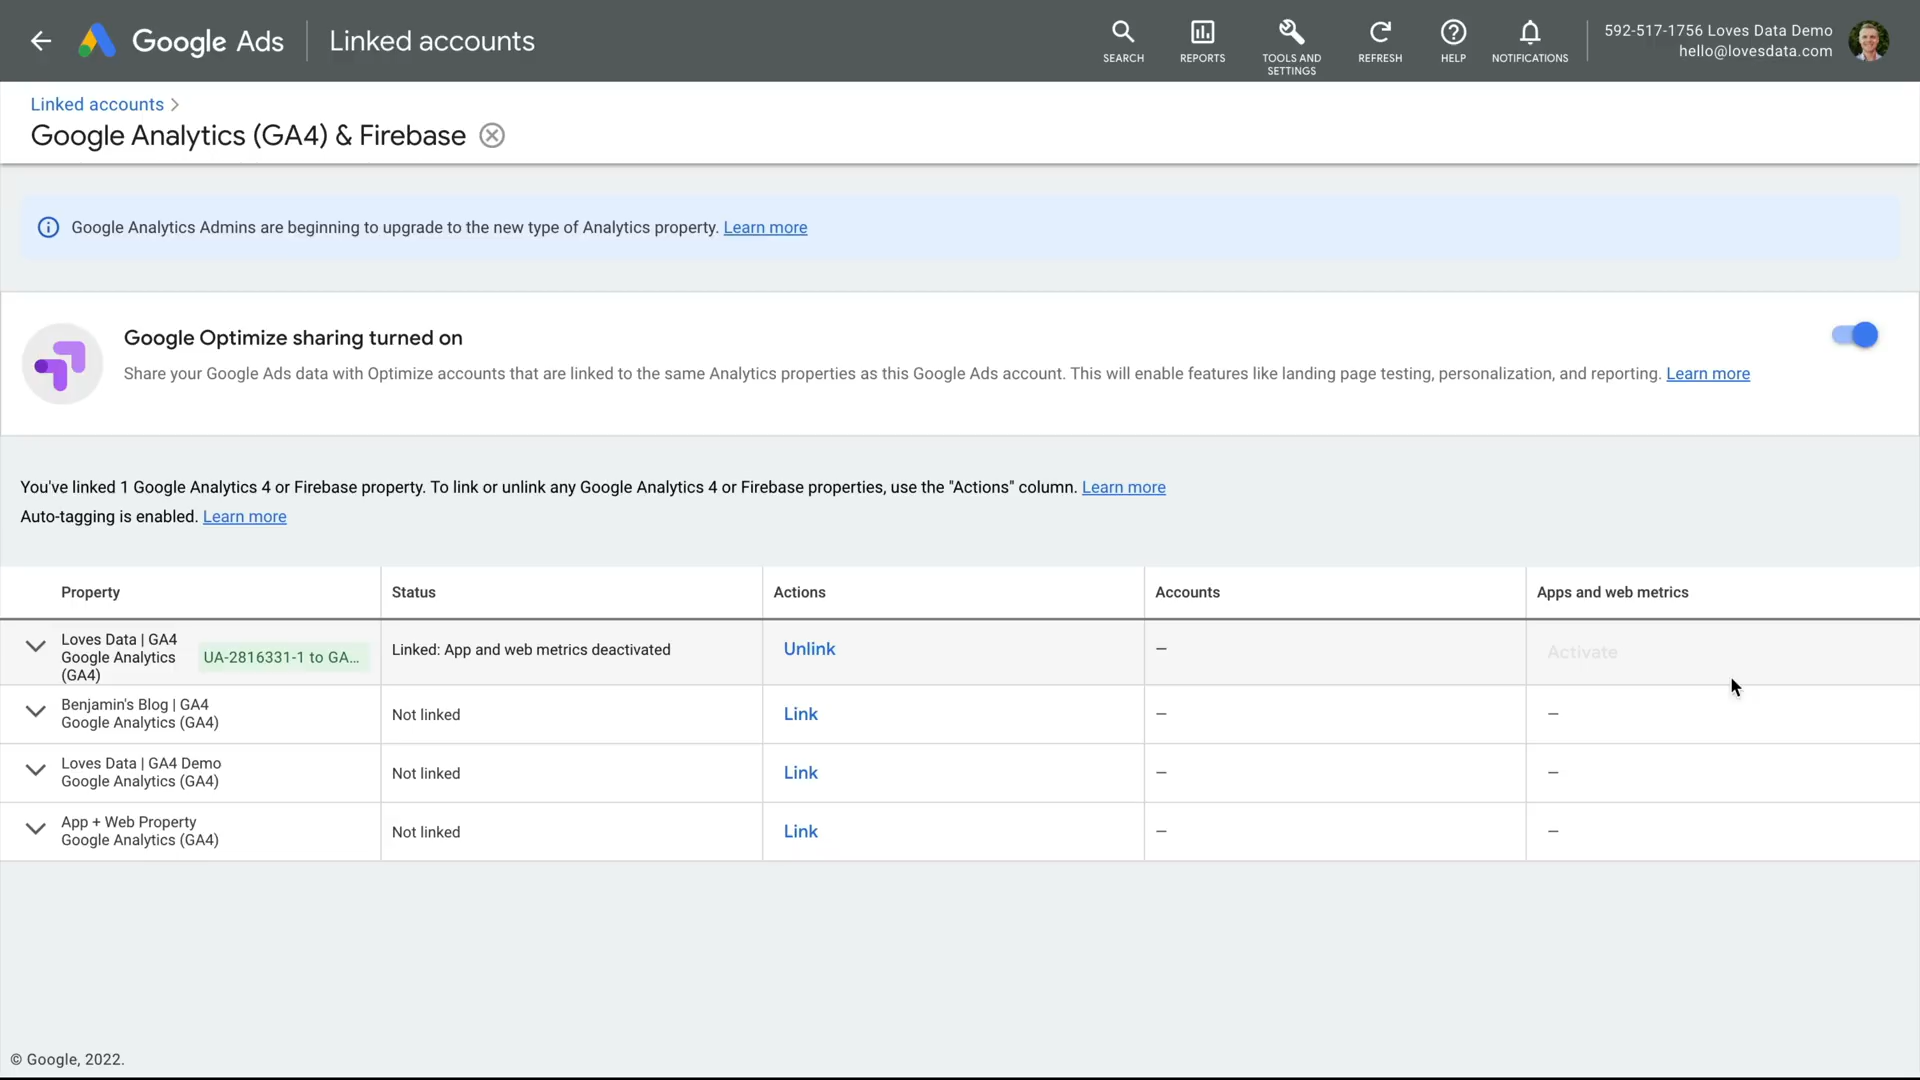 Google Ads
Linked accounts
SEARCH
REPORTS
TOOLS AND
SETTINGS
REFRESH
HELP
NOTIFICATIONS
592-517-1756 Loves Data Demo
hello@lovesdata.com
Linked accounts
Google Analytics (GA4) & Firebase
Google Analytics Admins are beginning to upgrade to the new type of Analytics property. Learn more
Google Optimize sharing turned on
Share your Google Ads data with Optimize accounts that are linked to the same Analytics properties as this Google Ads account. This will enable features like landing page testing, personalization, and reporting. Learn more
You've linked 1 Google Analytics 4 or Firebase property. To link or unlink any Google Analytics 4 or Firebase properties, use the "Actions" column. Learn more
Auto-tagging is enabled. Learn more
Property Status Actions Accounts Apps and web metrics
Loves Data | GA4
Google Analytics
(GA4)
UA-2816331-1 to GA...
Linked: App and web metrics deactivated
Unlink
–
Activate
Benjamin's Blog | GA4
Google Analytics (GA4)
Not linked
Link
–
–
Loves Data | GA4 Demo
Google Analytics (GA4)
Not linked
Link
–
–
App + Web Property
Google Analytics (GA4)
Not linked
Link
–
–
© Google, 2022.